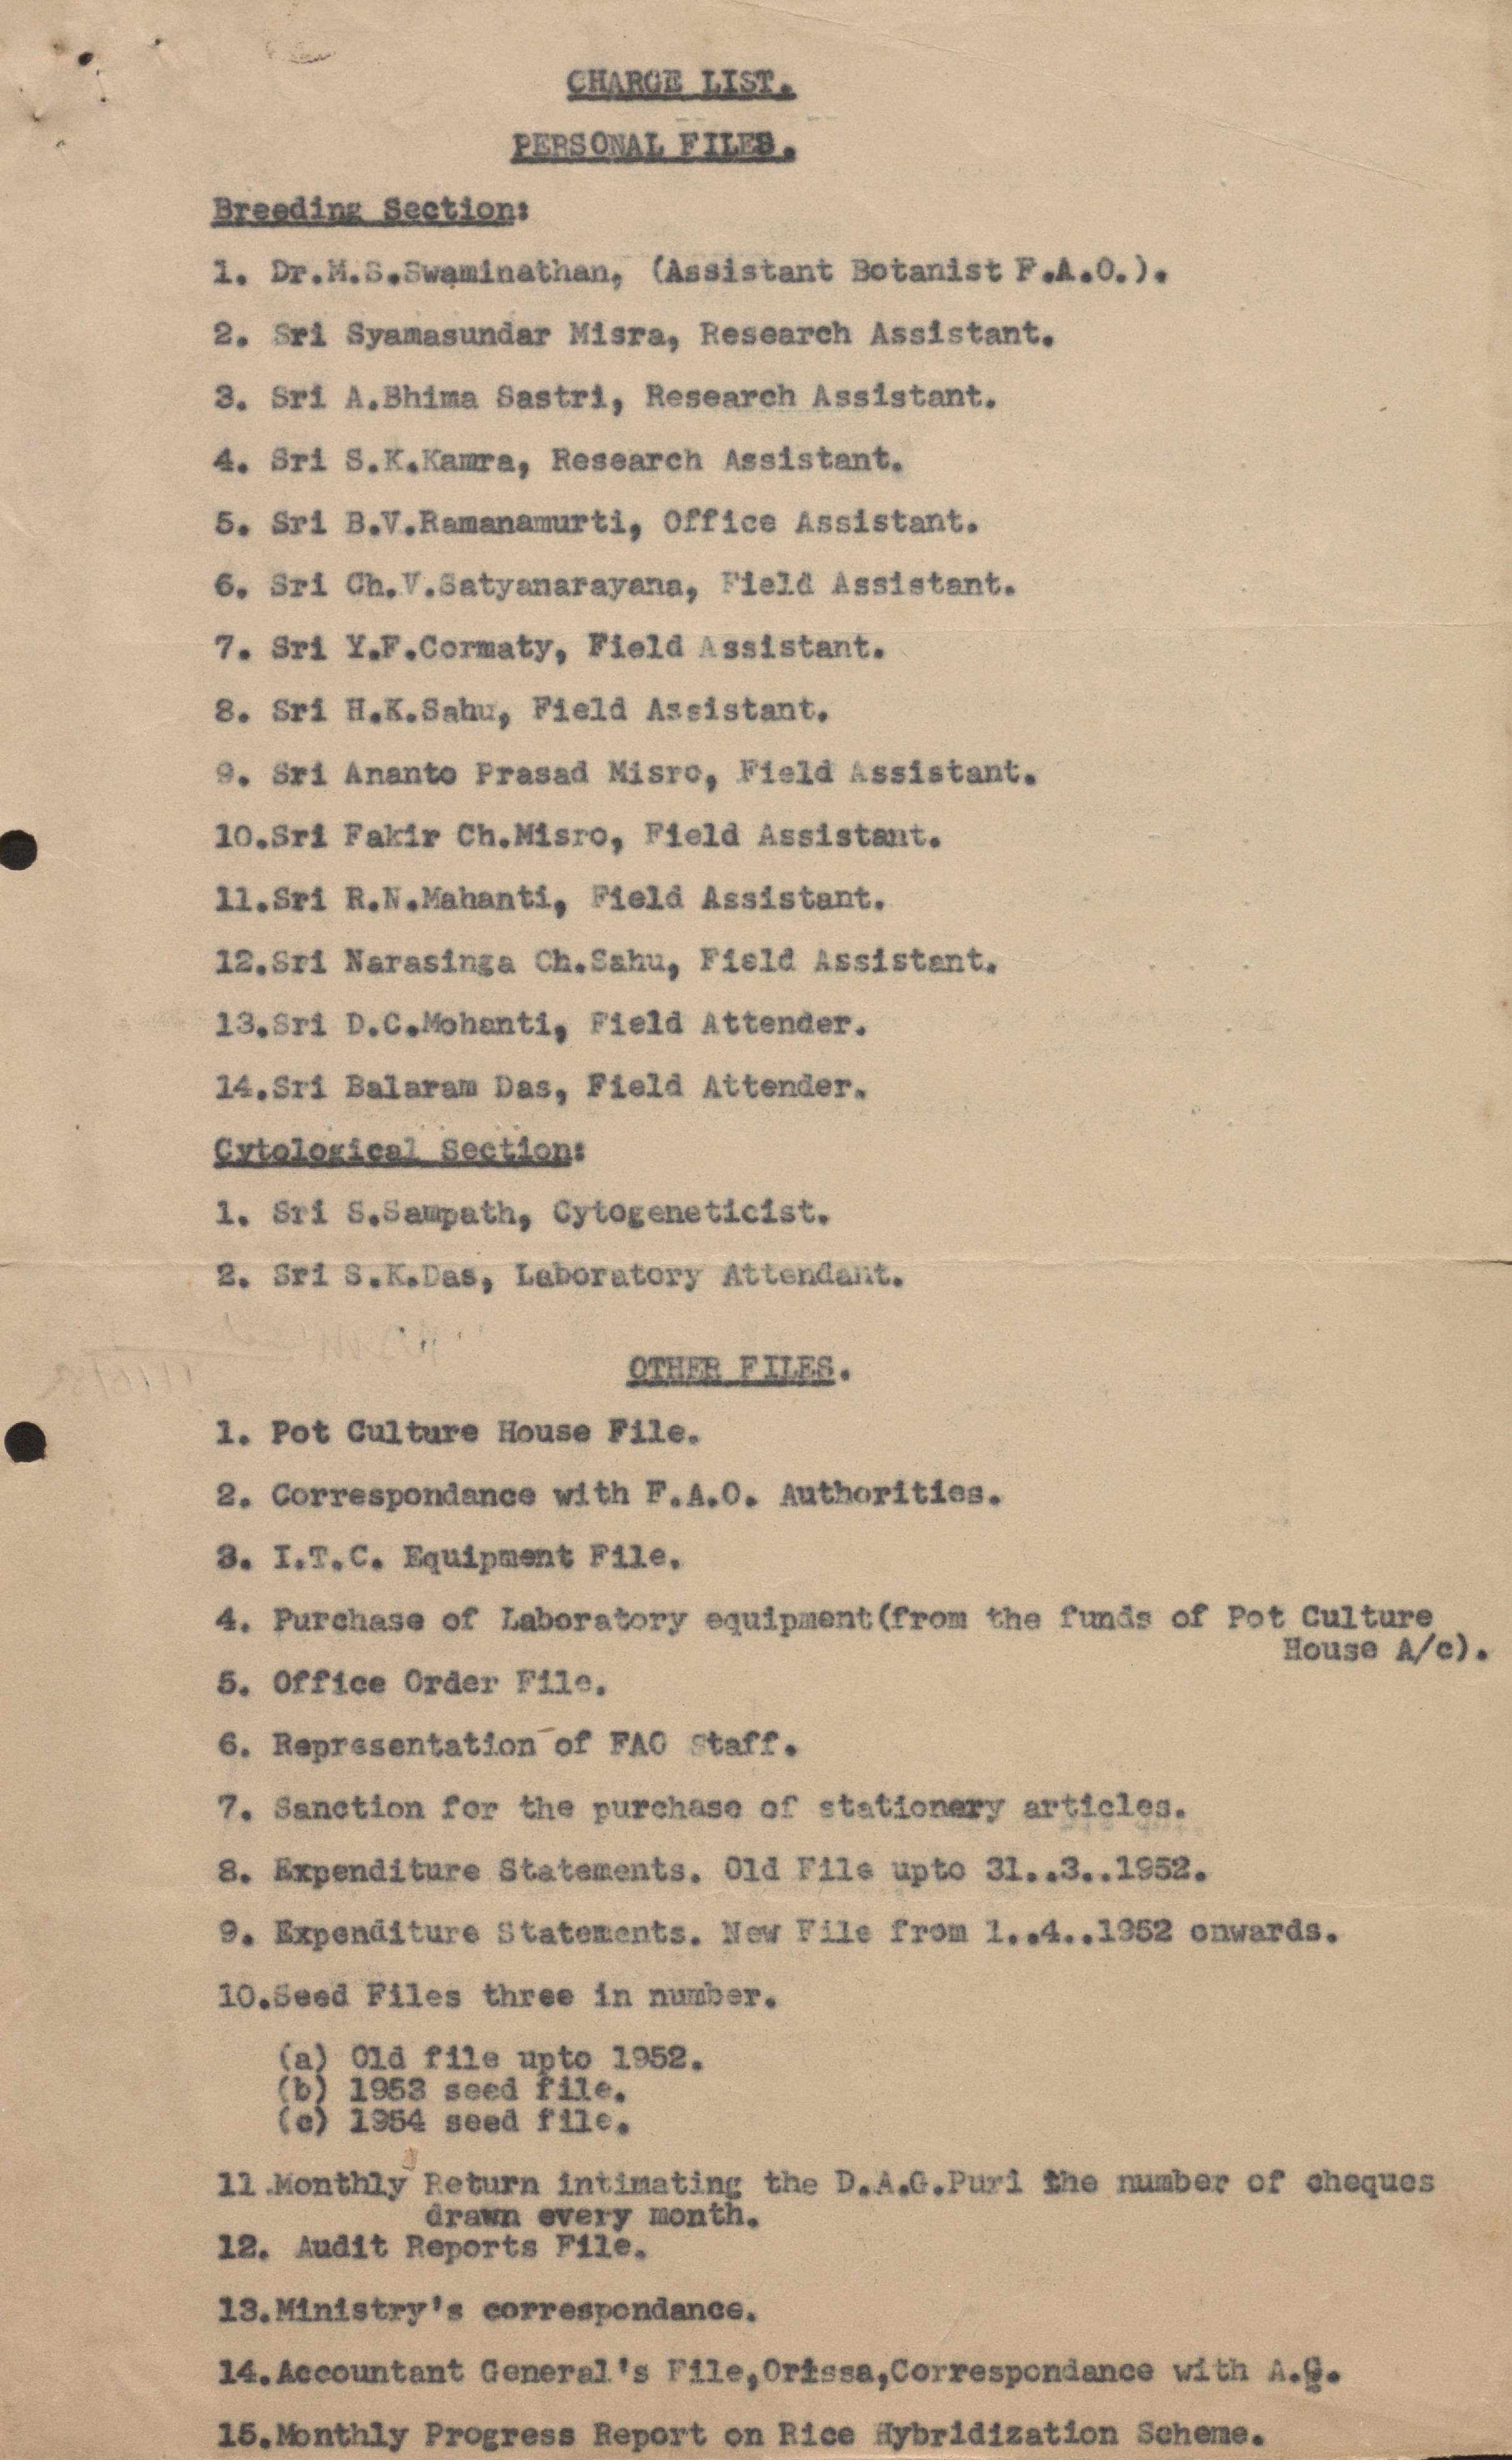 CHARGE LIST.
PERSONAL FILES.
Breeding Section:
1. Dr.M.S.Swaminathan, (Assistant Botanist F.A.O.).
2. Sri Syamasundar Misra, Research Assistant.
3. Sri A.Bhima Sastri, Research Assistant.
4. Sri S.K.Kamra, Research Assistant.
5. Sri B.V.Ramanamurti, Office Assistant.
6. Sri Ch.V.Satyanarayana, Field Assistant.
7. Sri Y.F.Cormaty, Field Assistant.
8. Sri H.K.Sahu, Field Assistant.
9. Sri Ananto Prasad Misro, Field Assistant.
10.Sri Fakir Ch.Misro, Field Assistant.
11.Sri R.N.Mahanti, Field Assistant.
12.Sri Narasinga Ch.Sahu, Field Assistant.
13.Sri D.C.Mohanti, Field Attender.
14.Sri Balaram Das, Field Attender.
Cytological Section:
1. Sri S.Sampath, Cytogeneticist.
2. Sri S.K.Das, Laboratory Attendant.
OTHER FILES.
1. Pot Culture House File.
2. Correspondance with F.A.O. Authorities.
3. I.T.C. Equipment File.
4. Purchase of Laboratory equipment(from the funds of Pot Culture
House A/c).
5. Office Order File.
6. Representation of FAO Staff.
7. Sanction for the purchase of stationery articles.
8. Expenditure Statements. Old File upto 31..3..1952.
9. Expenditure Statements. New File from 1..4..1952 onwards.
10.Seed Files three in number.
(a) Old file upto 1952.
(b) 1953 seed file.
(c) 1954 seed file.
11.Monthly Return intimating the D.A.G.Puri the number of cheques
drawn every month.
12. Audit Reports File.
13.Ministry's correspondance.
14.Accountant General's File,Orissa,Correspondance with A.G.
15.Monthly Progress Report on Rice Hybridization Scheme.